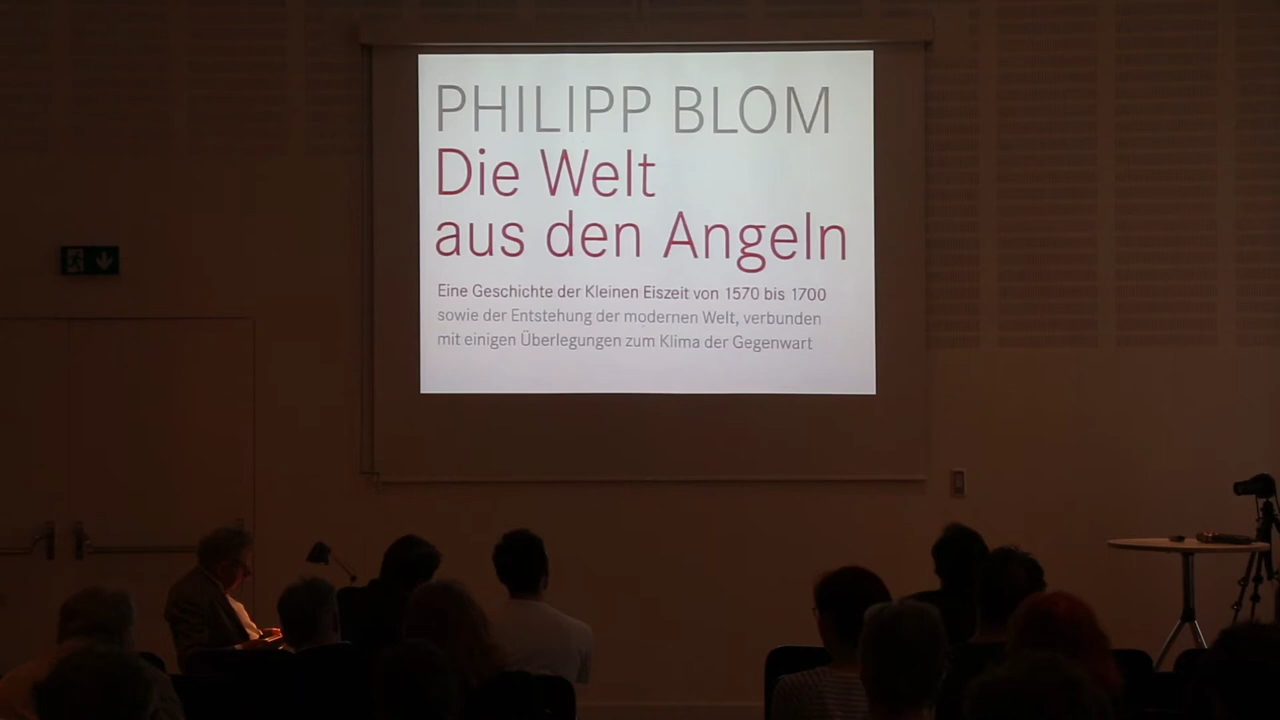 PHILIPP BLOM
Die Welt
aus den Angeln
Eine Geschichte der Kleinen Eiszeit von 1570 bis 1700
sowie der Entstehung der modernen Welt, verbunden
mit einigen Überlegungen zum Klima der Gegenwart